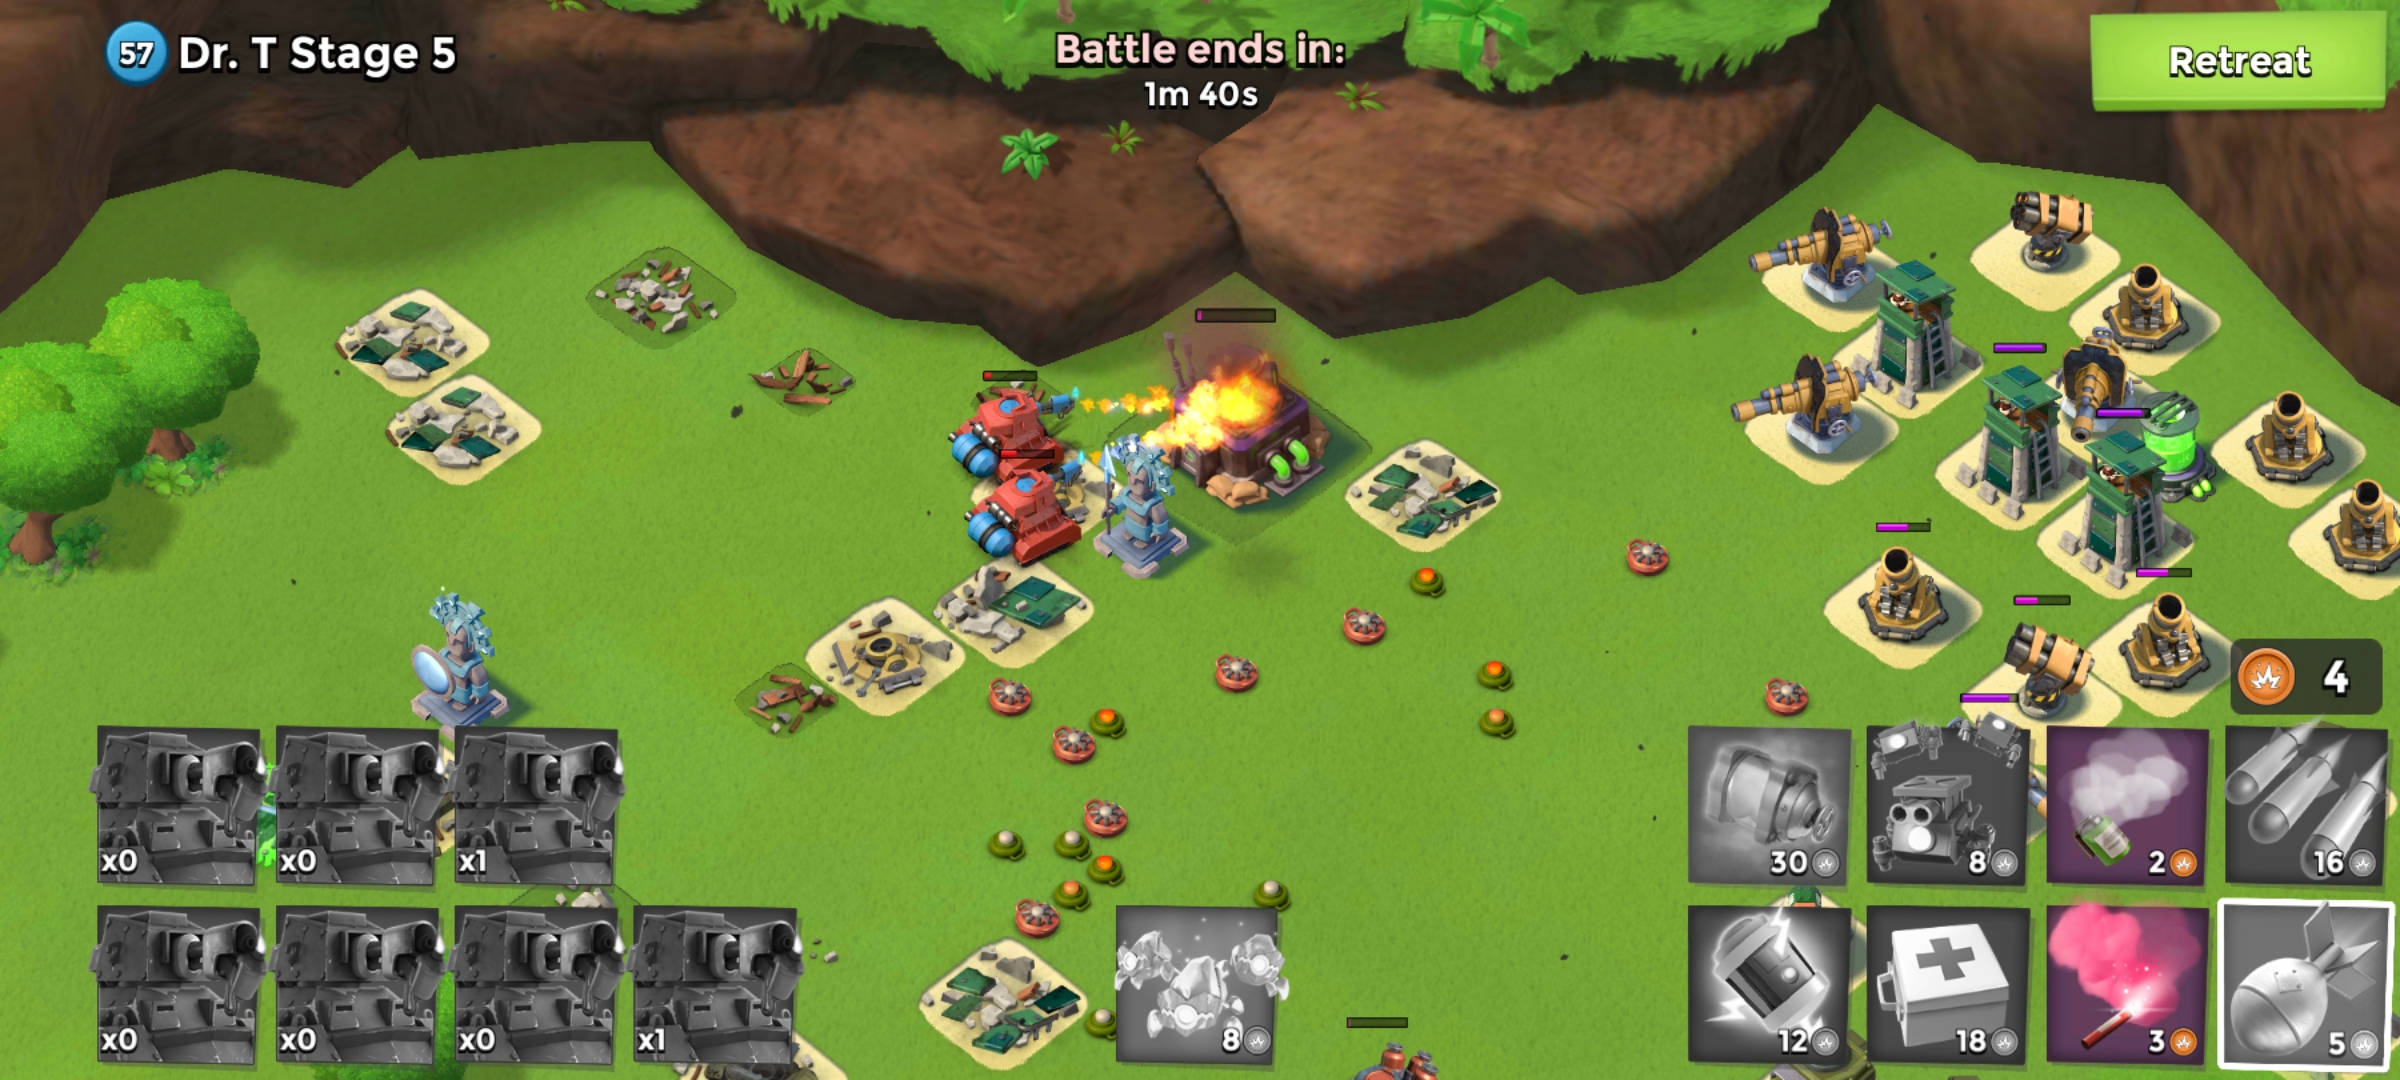 57 Dr. T Stage 5
Battle ends in:
1m 40s
Retreat
4
x0 x0 x1
30 8 2 16
x0 x0 x0 x1
8
12 18 3 5